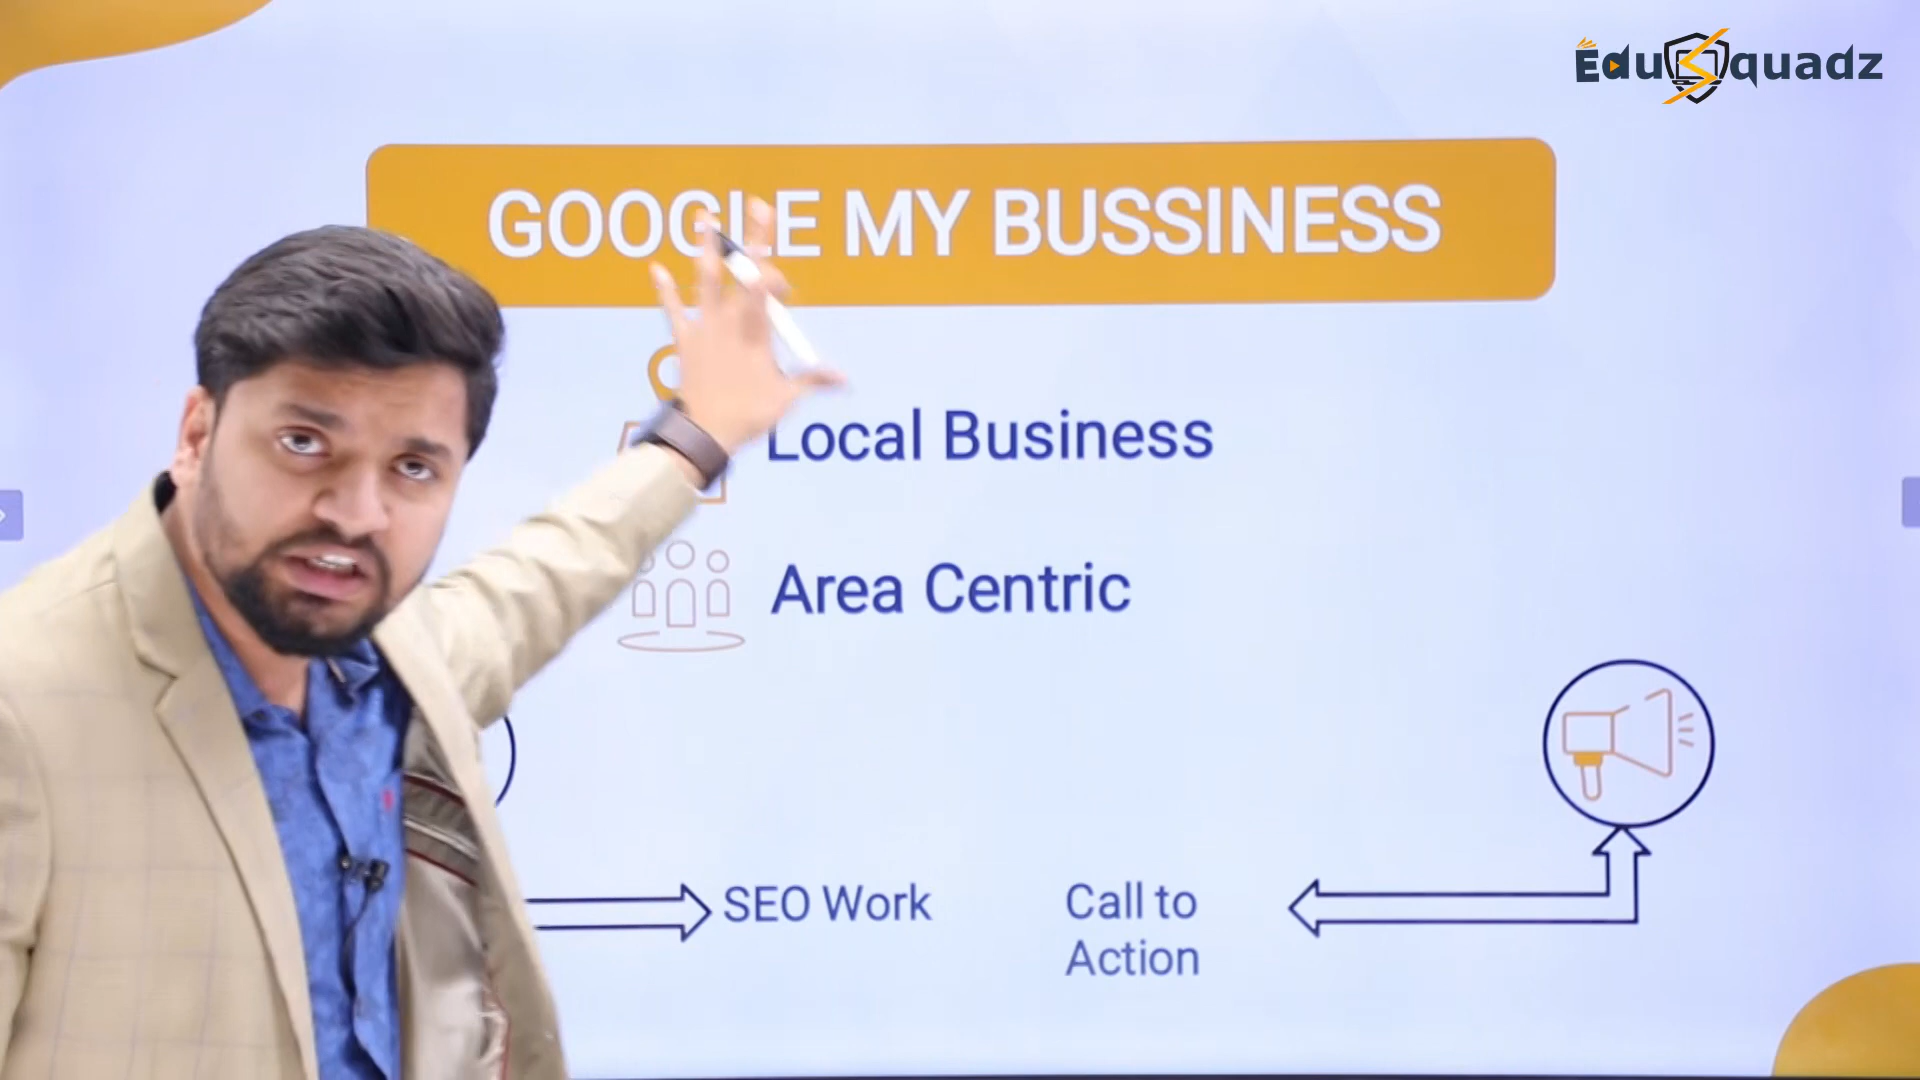 EduSquadz
GOOGLE MY BUSSINESS
Local Business
Area Centric
SEO Work
Call to
Action